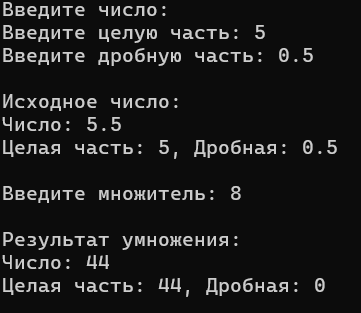 Введите число:
Введите целую часть: 5
Введите дробную часть: 0.5
Исходное число:
Число: 5.5
Целая часть: 5, Дробная: 0.5
Введите множитель: 8
Результат умножения:
Число: 44
Целая часть: 44, Дробная: 0